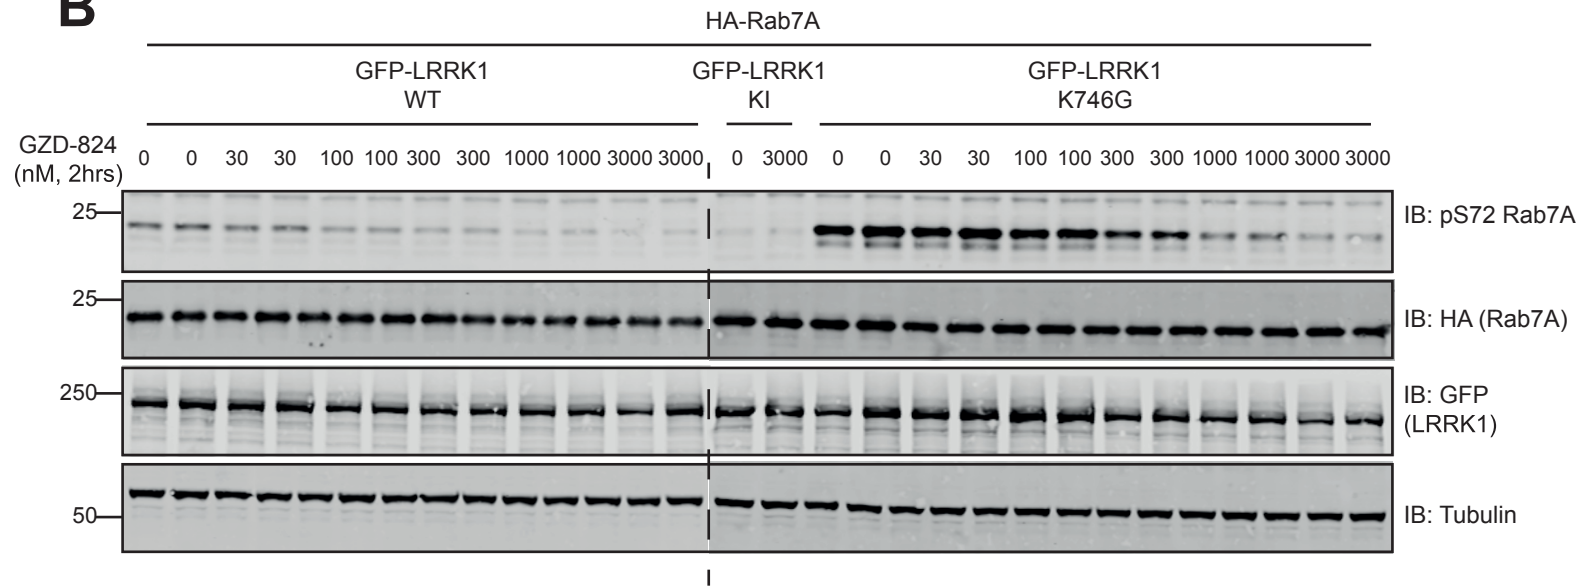 B
HA-Rab7A
GFP-LRRK1 GFP-LRRK1 GFP-LRRK1
WT KI K746G
GZD-824
(nM, 2hrs)
0 0 30 30 100 100 300 300 1000 1000 3000 3000 0 3000 0 0 30 30 100 100 300 300 1000 1000 3000 3000
25
IB: pS72 Rab7A
25
IB: HA (Rab7A)
250
IB: GFP
(LRRK1)
50
IB: Tubulin